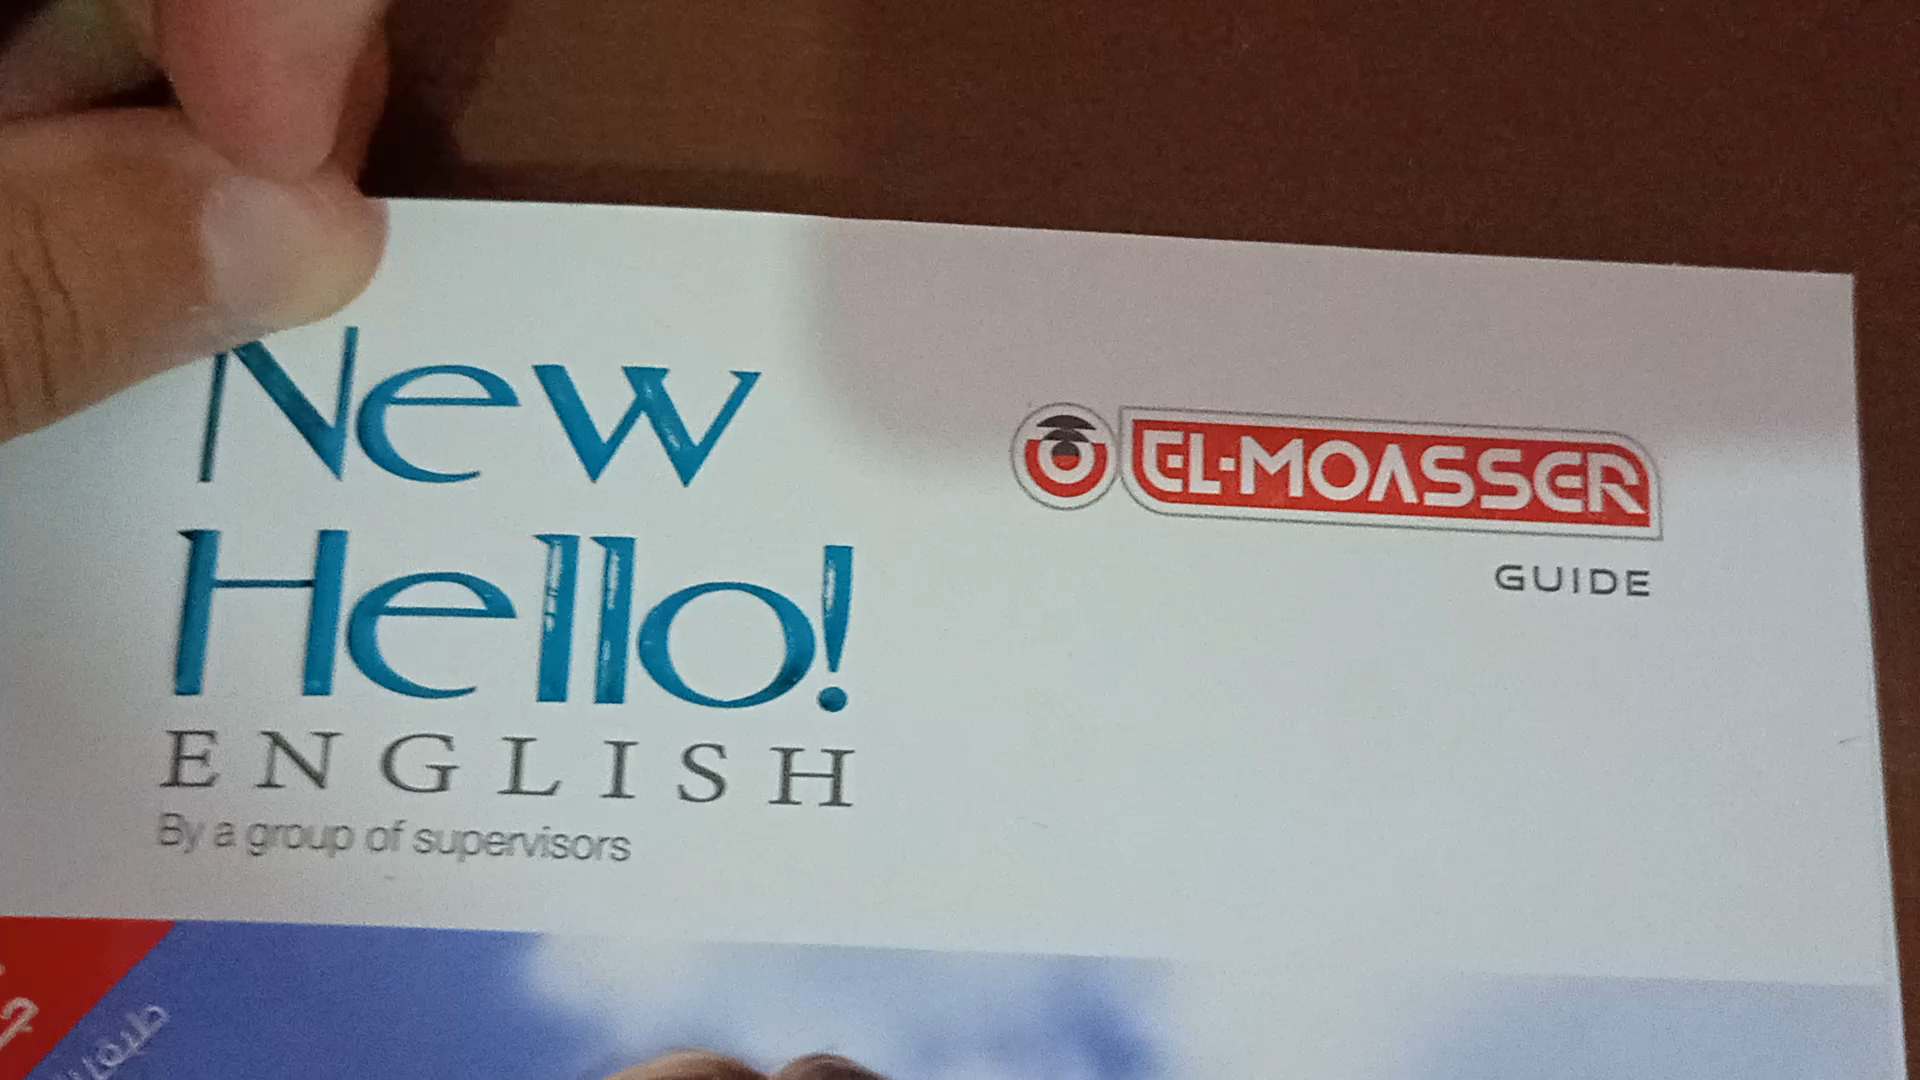 New
Hello!
ENGLISH
By a group of supervisors
EL-MOASSER
GUIDE